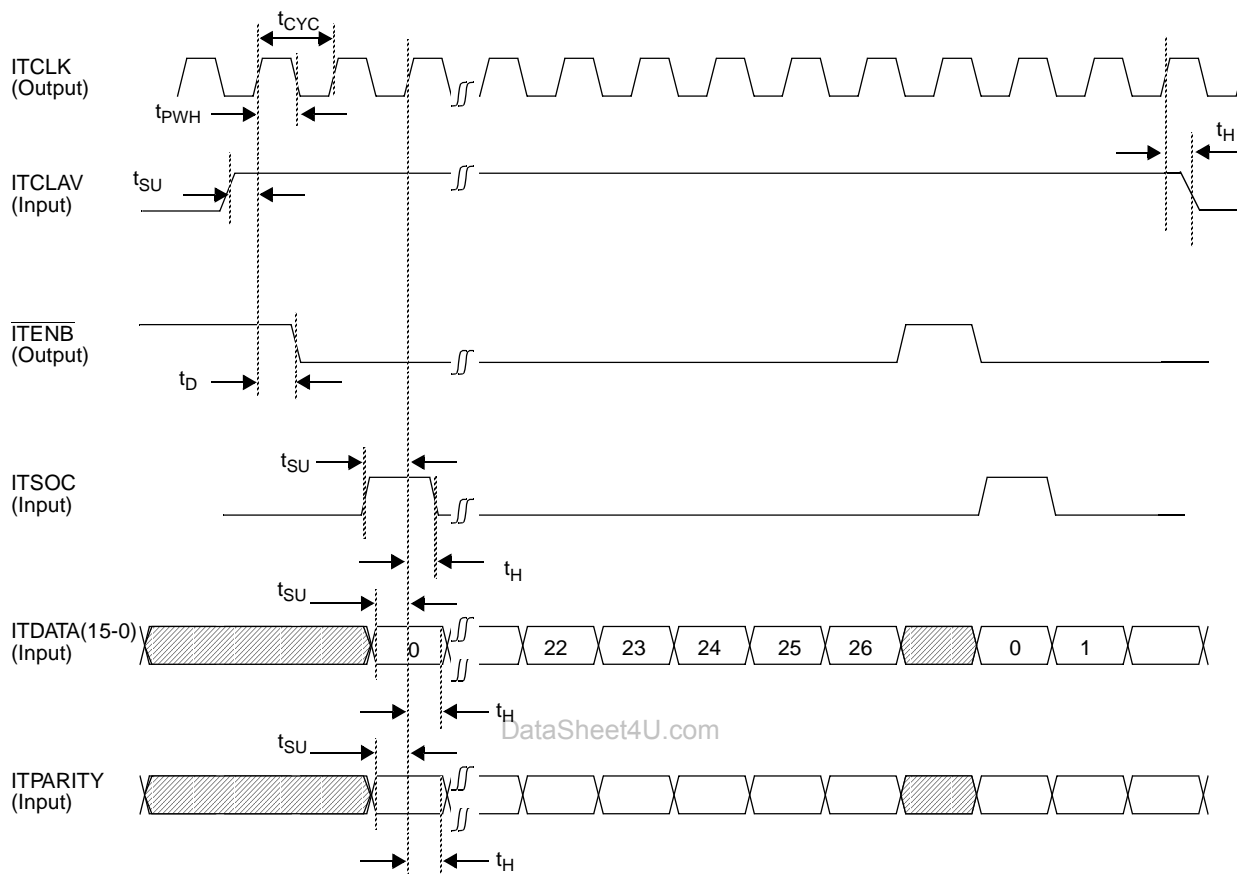 tCYC
ITCLK
(Output)
tPWH
tH
ITCLAV
(Input)
tSU
ITENB
(Output)
tD
tSU
ITSOC
(Input)
tH
tSU
ITDATA(15-0)
(Input)
0 22 23 24 25 26 0 1
tH
DataSheet4U.com
tSU
ITPARITY
(Input)
tH